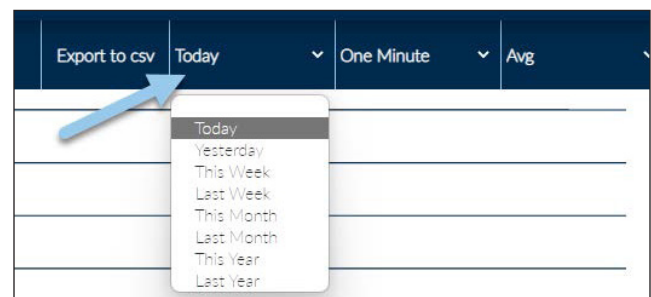 Export to csv Today One Minute Avg
Today
Yesterday
This Week
Last Week
This Month
Last Month
This Year
Last Year